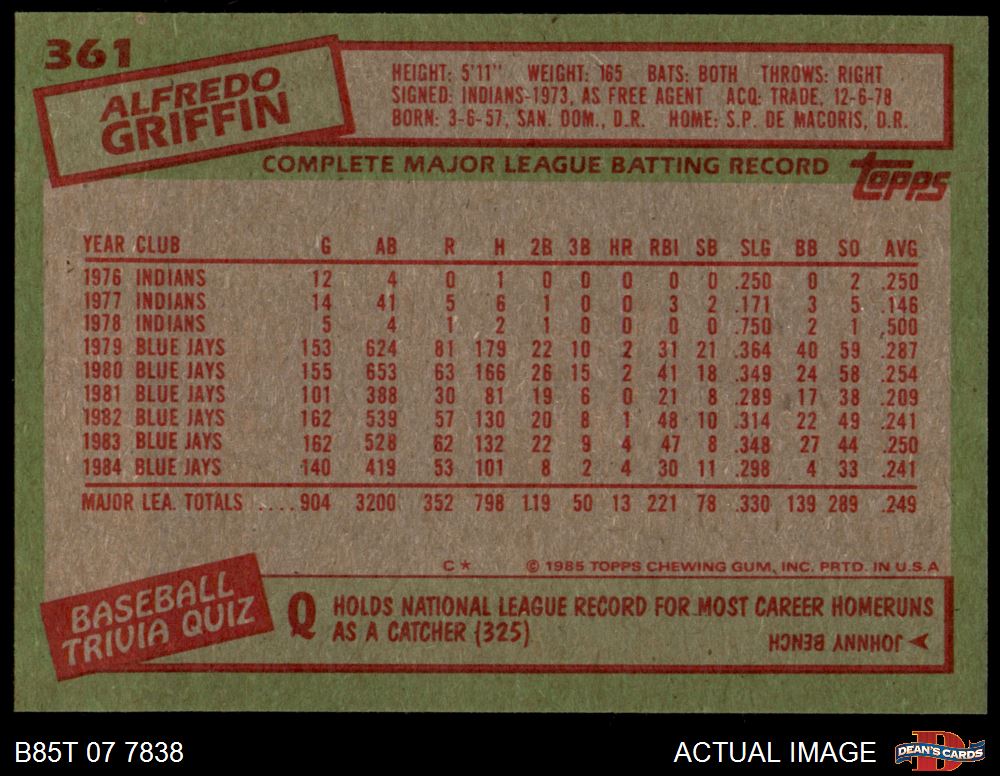 361
ALFREDO
GRIFFIN
HEIGHT: 5'11" WEIGHT: 165 BATS: BOTH THROWS: RIGHT
SIGNED: INDIANS-1973, AS FREE AGENT ACQ: TRADE, 12-6-78
BORN: 3-6-57, SAN. DOM., D.R. HOME: S.P. DE MACORIS, D.R.
COMPLETE MAJOR LEAGUE BATTING RECORD
topps
YEAR CLUB G AB R H 2B 3B HR RBI SB SLG BB SO AVG
1976 INDIANS 12 4 0 1 0 0 0 0 0 .250 0 2 .250
1977 INDIANS 14 41 5 6 1 0 0 3 2 .171 3 5 .146
1978 INDIANS 5 4 1 2 1 0 0 0 0 .750 2 1 .500
1979 BLUE JAYS 153 624 81 179 22 10 2 31 21 .364 40 59 .287
1980 BLUE JAYS 155 653 63 166 26 15 2 41 18 .349 24 58 .254
1981 BLUE JAYS 101 388 30 81 19 6 0 21 8 .289 17 38 .209
1982 BLUE JAYS 162 539 57 130 20 8 1 48 10 .314 22 49 .241
1983 BLUE JAYS 162 528 62 132 22 9 4 47 8 .348 27 44 .250
1984 BLUE JAYS 140 419 53 101 8 2 4 30 11 .298 4 33 .241
MAJOR LEA. TOTALS ....904 3200 352 798 119 50 13 221 78 .330 139 289 .249
C* © 1985 TOPPS CHEWING GUM, INC. PRTD. IN U.S.A
BASEBALL
TRIVIA QUIZ
Q HOLDS NATIONAL LEAGUE RECORD FOR MOST CAREER HOMERUNS
AS A CATCHER (325)
JOHNNY BENCH
B85T 07 7838
ACTUAL IMAGE
DEAN'S CARDS